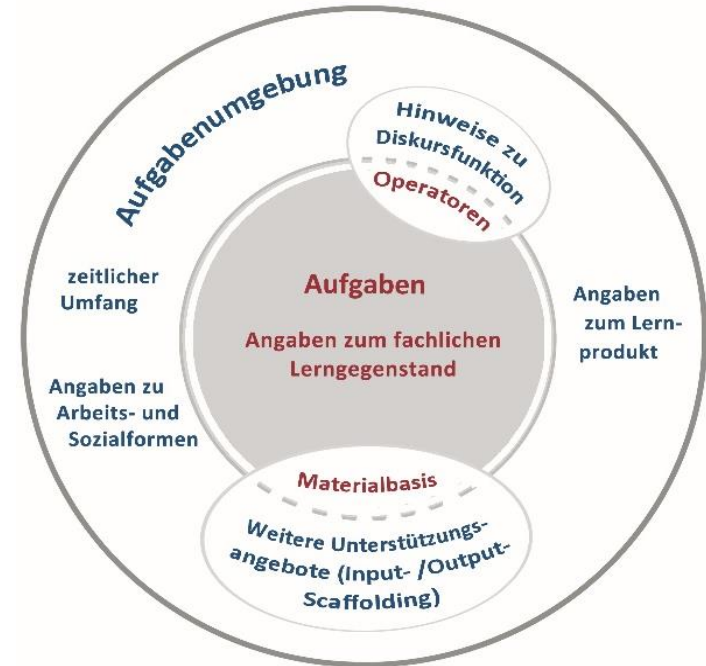 Aufgabenumgebung
Hinweise zu
Diskursfunktion
Operatoren
zeitlicher
Umfang
Aufgaben
Angaben zum fachlichen
Lerngegenstand
Angaben
zum Lern-
produkt
Angaben zu
Arbeits- und
Sozialformen
Materialbasis
Weitere Unterstützungs-
angebote (Input- /Output-
Scaffolding)